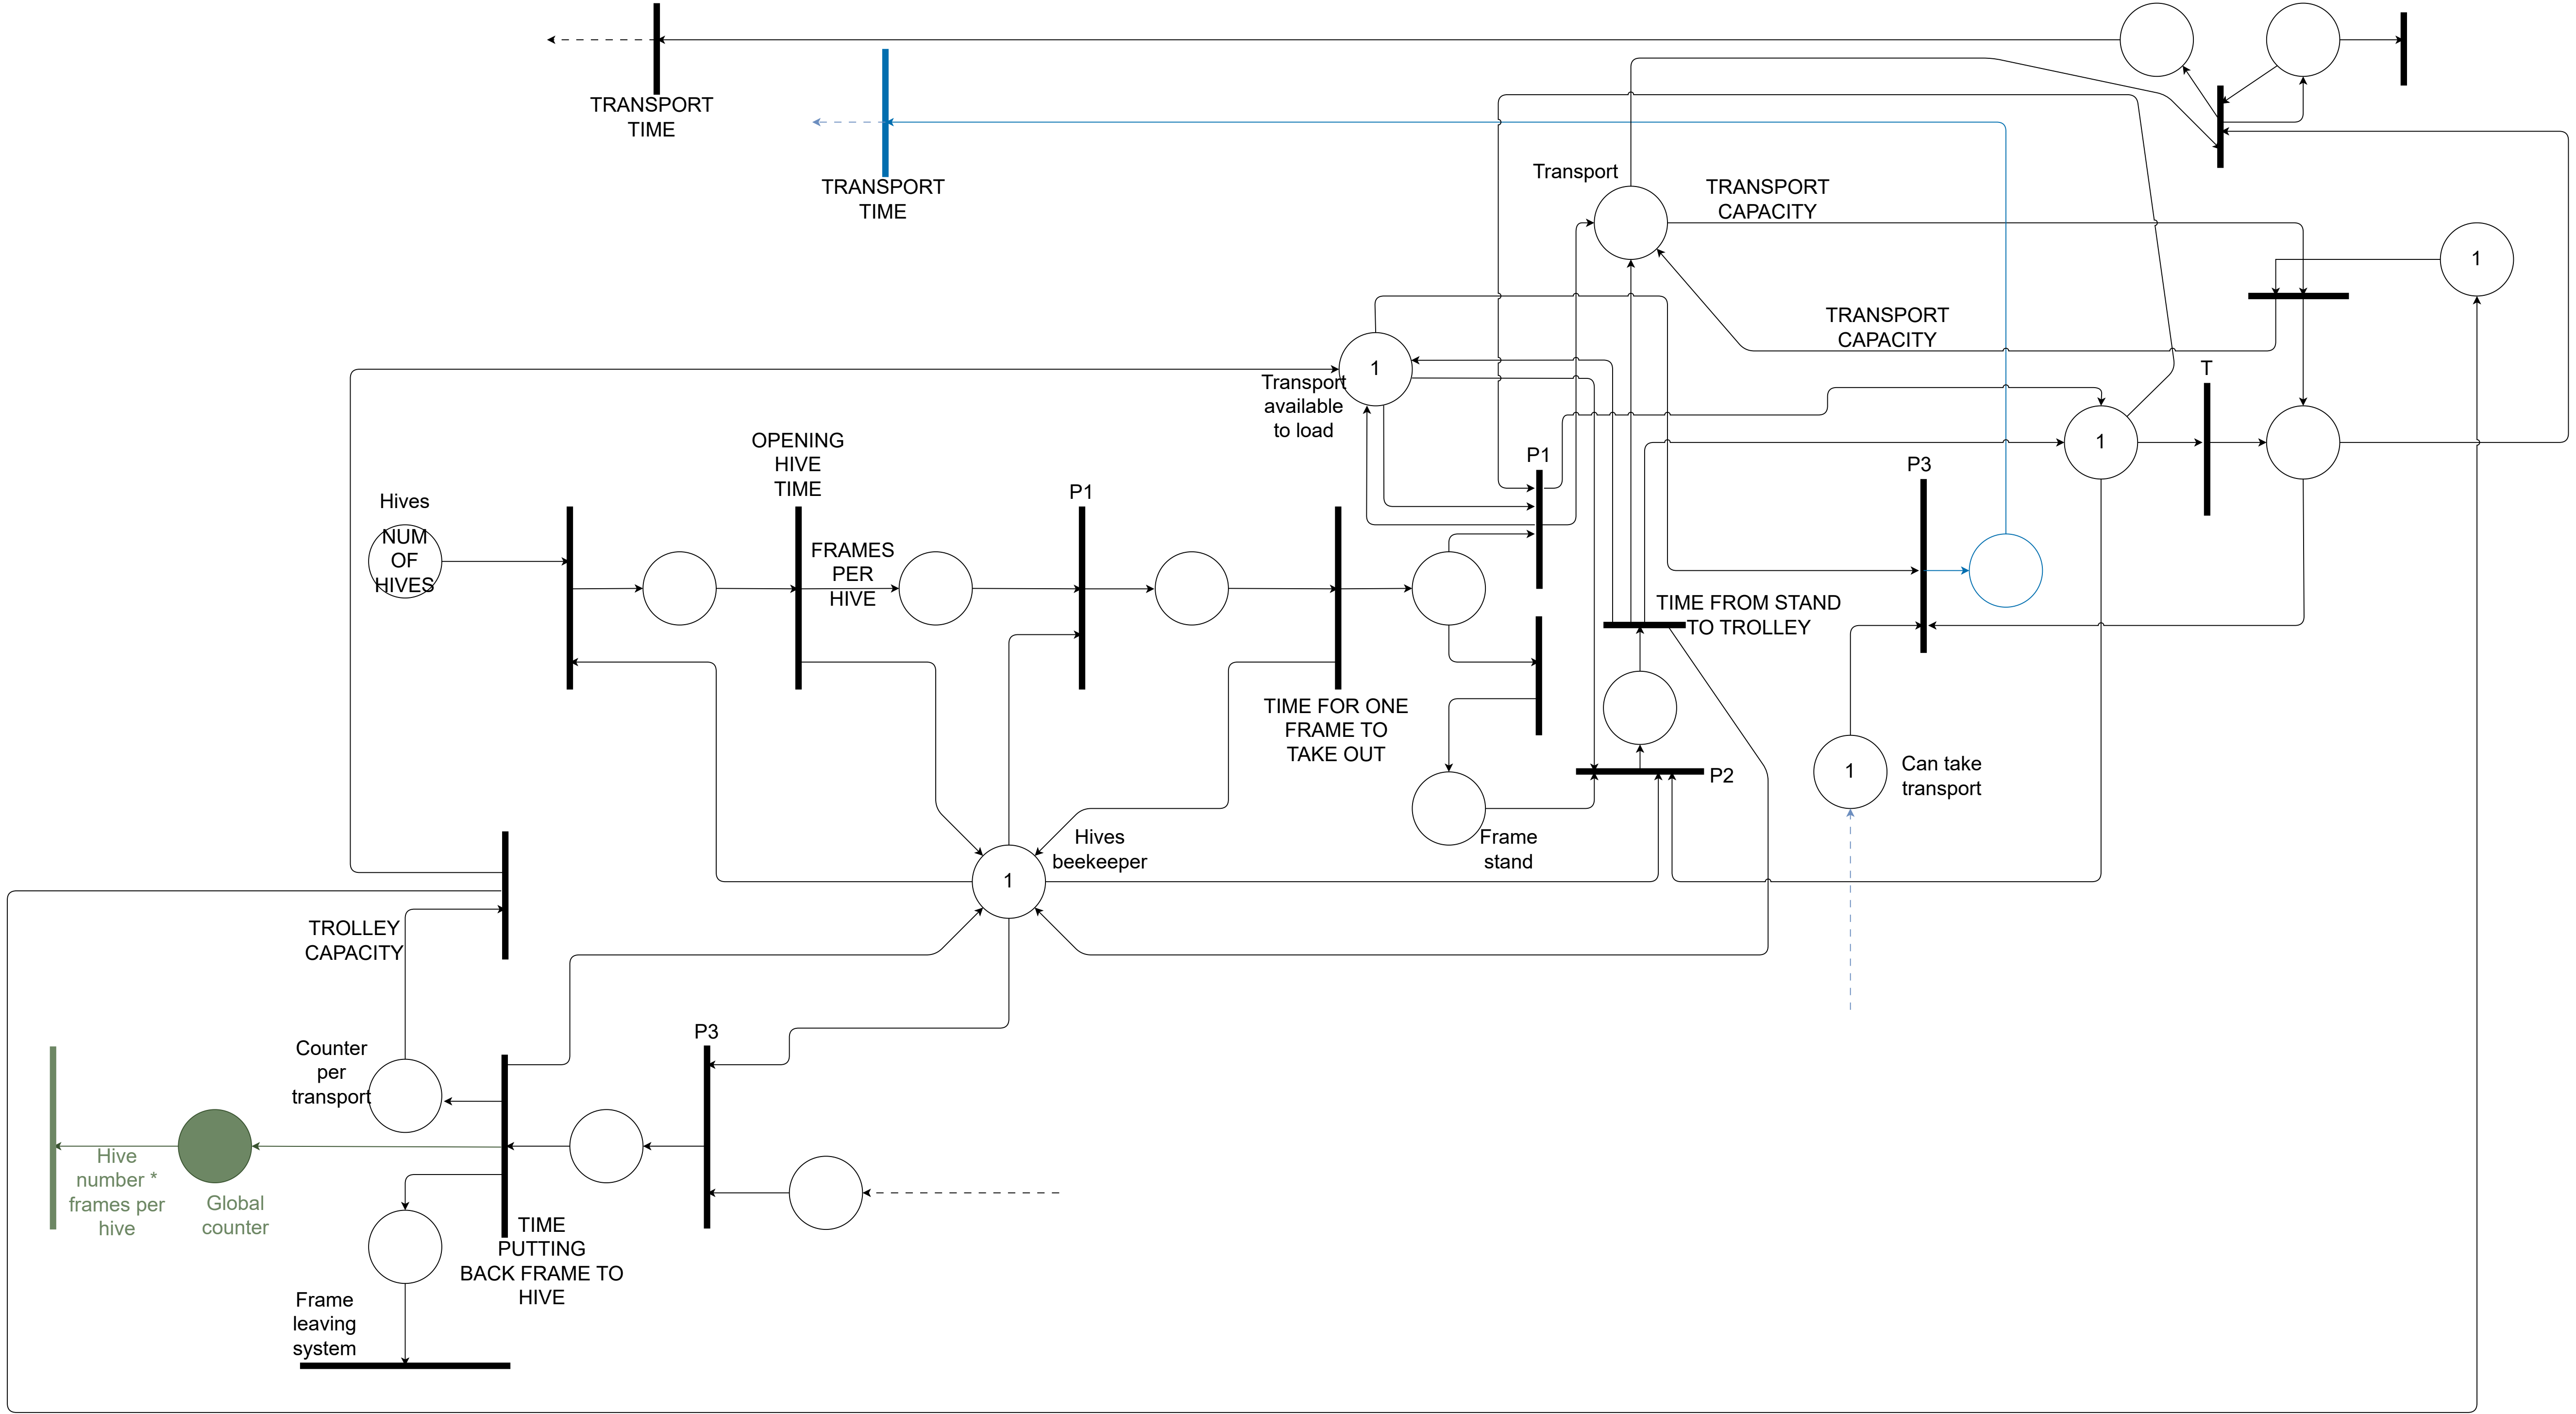 TRANSPORT
TIME
TRANSPORT
TIME
Transport
TRANSPORT
CAPACITY
1
TRANSPORT
CAPACITY
1
Transport
available
to load
T
OPENING
HIVE
TIME
P1
1
P3
Hives
P1
NUM
OF
HIVES
FRAMES
PER
HIVE
TIME FROM STAND
TO TROLLEY
TIME FOR ONE
FRAME TO
TAKE OUT
P2
1
Can take
transport
Hives
beekeeper
Frame
stand
1
TROLLEY
CAPACITY
P3
Counter
per
transport
Hive
number *
frames per
hive
Global
counter
TIME
PUTTING
BACK FRAME TO
HIVE
Frame
leaving
system